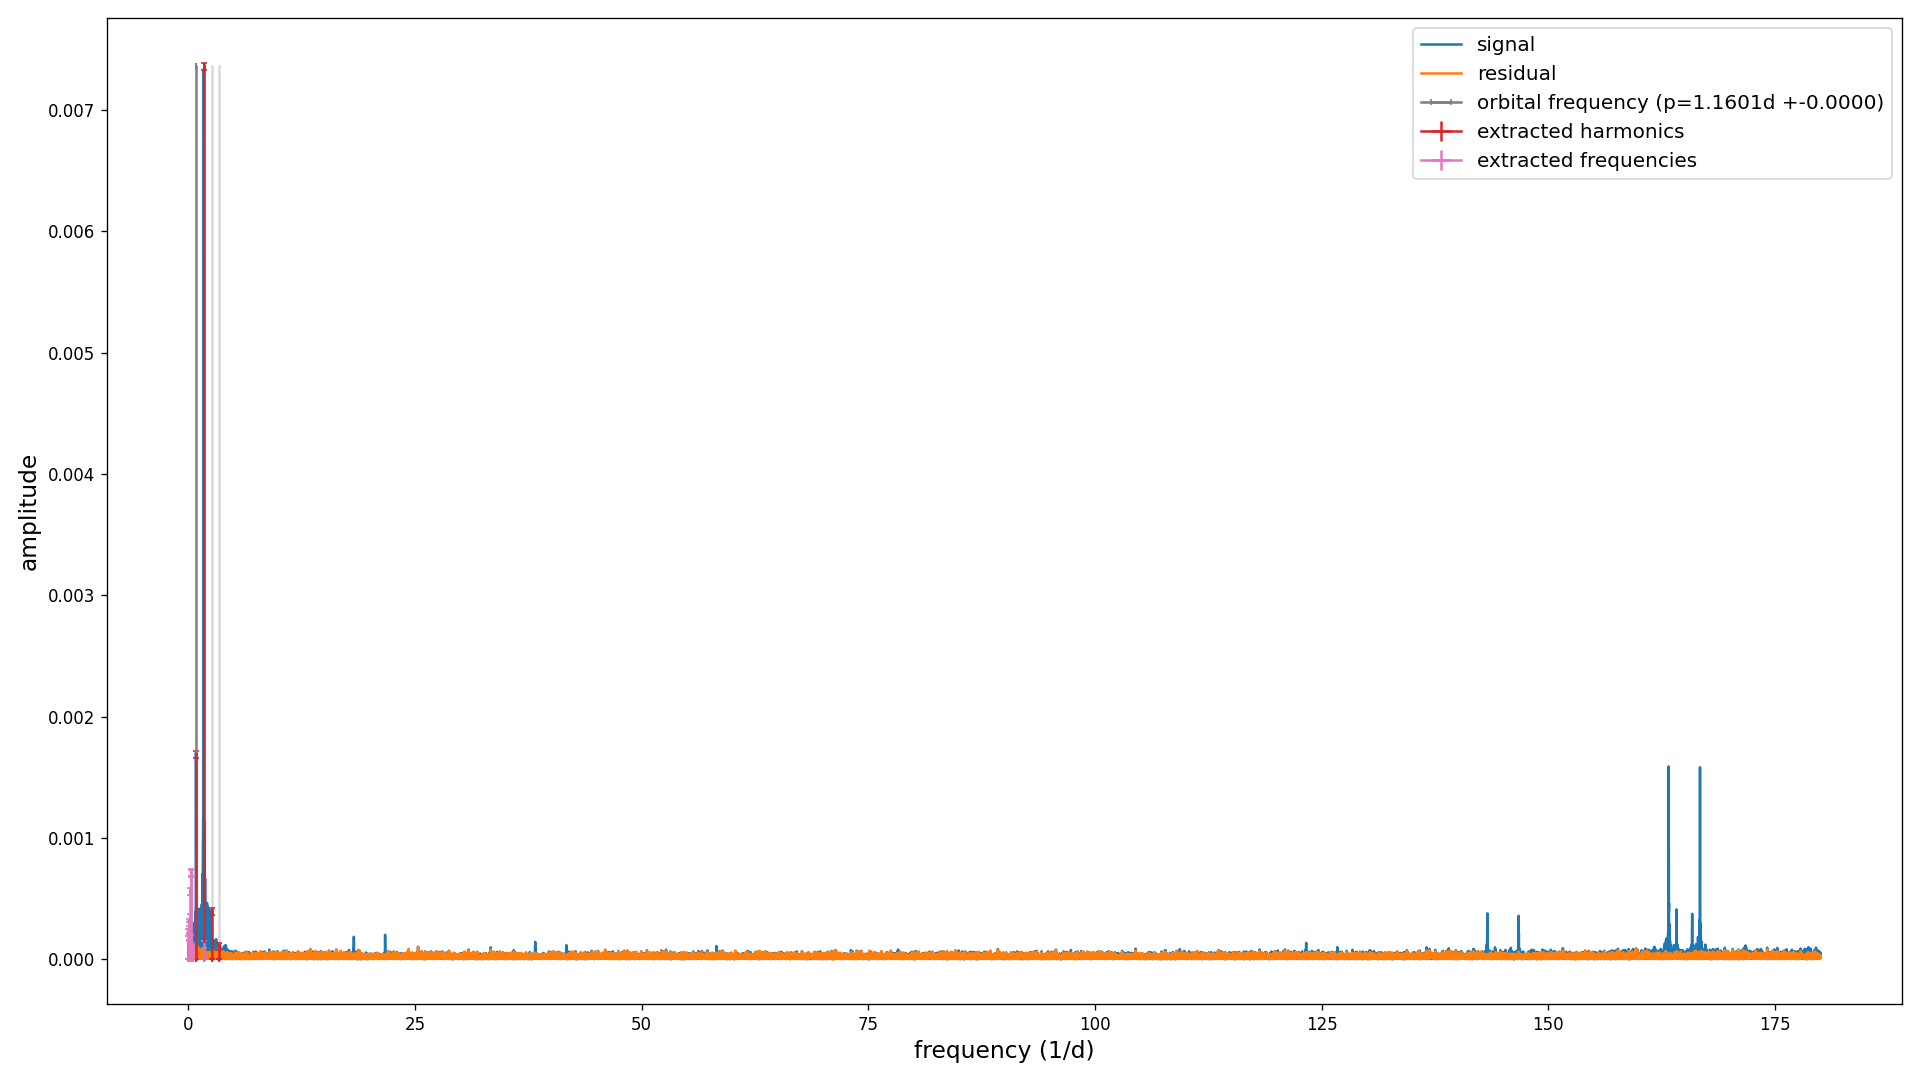 signal
residual
orbital frequency (p=1.1601d +-0.0000)
extracted harmonics
extracted frequencies
0.007
0.006
0.005
0.004
0.003
0.002
0.001
0.000
amplitude
0 25 50 75 100 125 150 175
frequency (1/d)